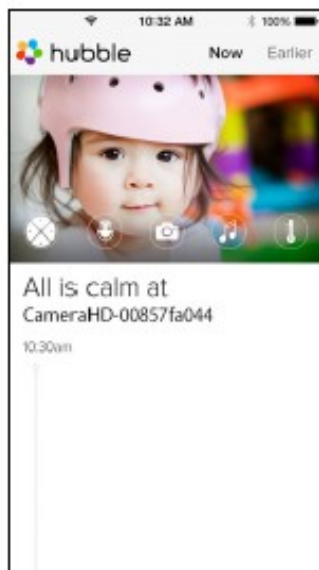 10:32 AM 100%
hubble Now Earlier
All is calm at
CameraHD-00857fa044
10:30am